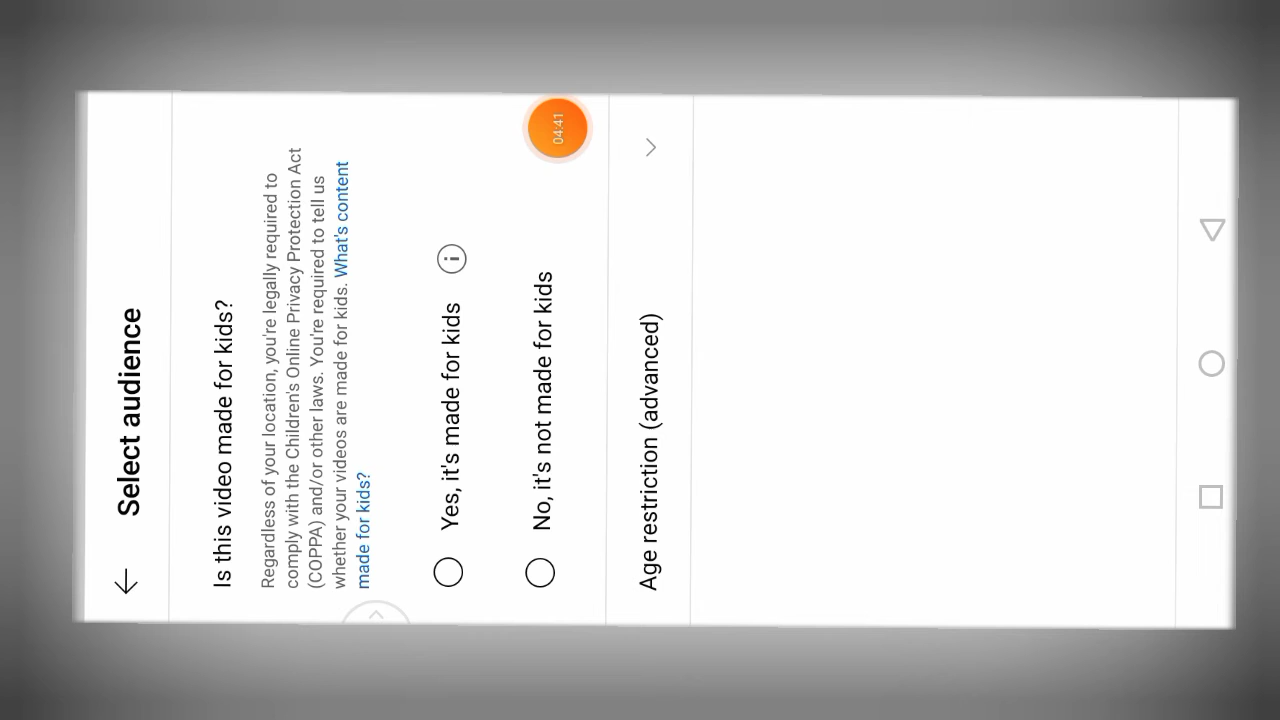 Select audience
Is this video made for kids?
Regardless of your location, you're legally required to
comply with the Children's Online Privacy Protection Act
(COPPA) and/or other laws. You're required to tell us
whether your videos are made for kids. What's content
made for kids?
Yes, it's made for kids
No, it's not made for kids
04:41
Age restriction (advanced)